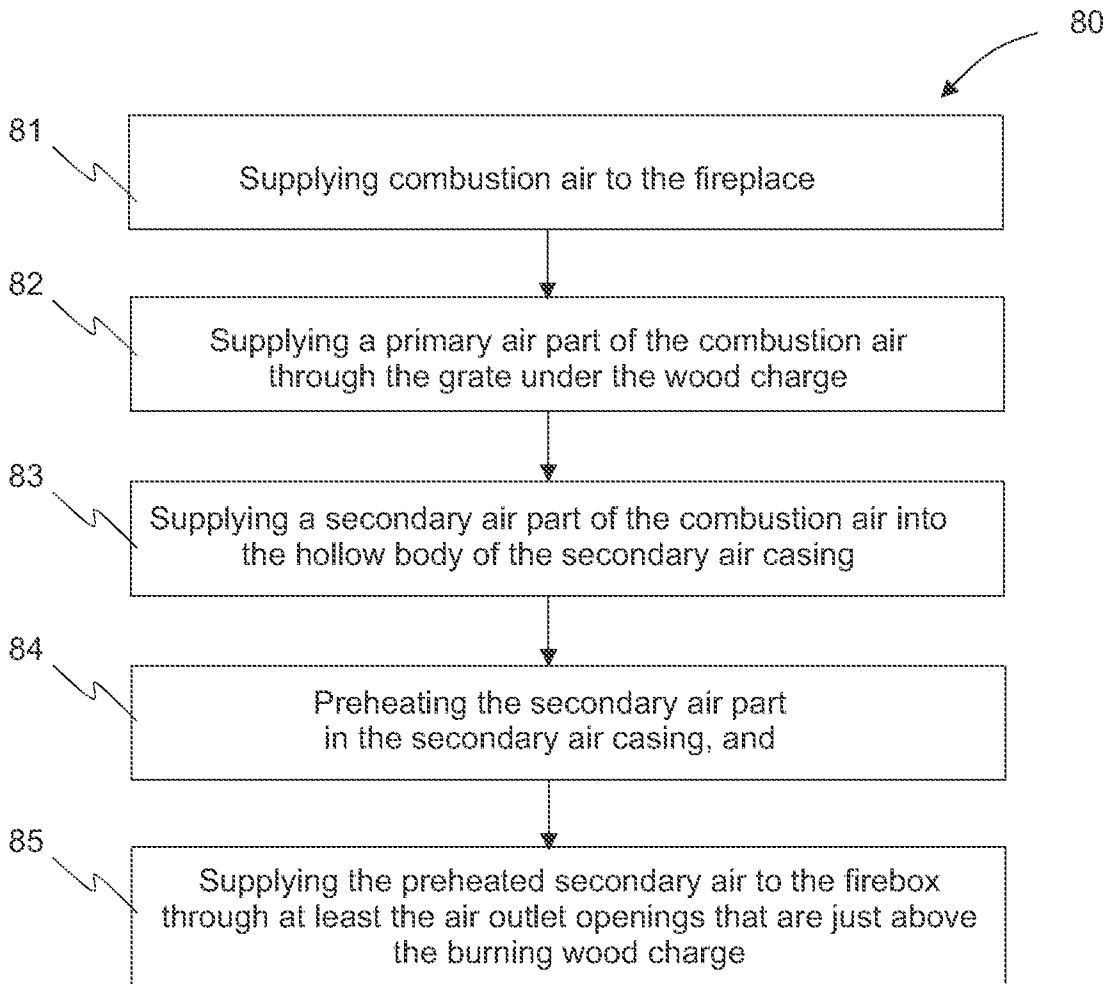 80
81
Supplying combustion air to the fireplace
82
Supplying a primary air part of the combustion air
through the grate under the wood charge
83
Supplying a secondary air part of the combustion air into
the hollow body of the secondary air casing
84
Preheating the secondary air part
in the secondary air casing, and
85
Supplying the preheated secondary air to the firebox
through at least the air outlet openings that are just above
the burning wood charge